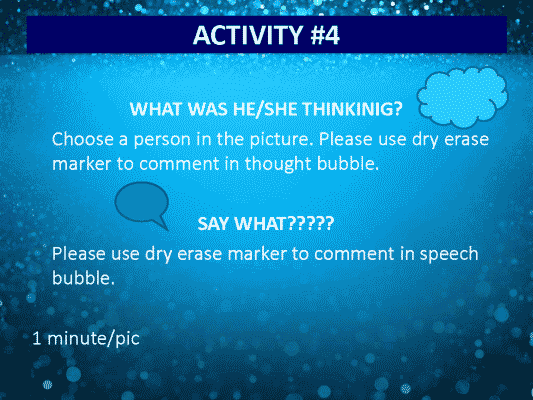 ACTIVITY #4
WHAT WAS HE/SHE THINKINIG?
Choose a person in the picture. Please use dry erase
marker to comment in thought bubble.
SAY WHAT?????
Please use dry erase marker to comment in speech
bubble.
1 minute/pic